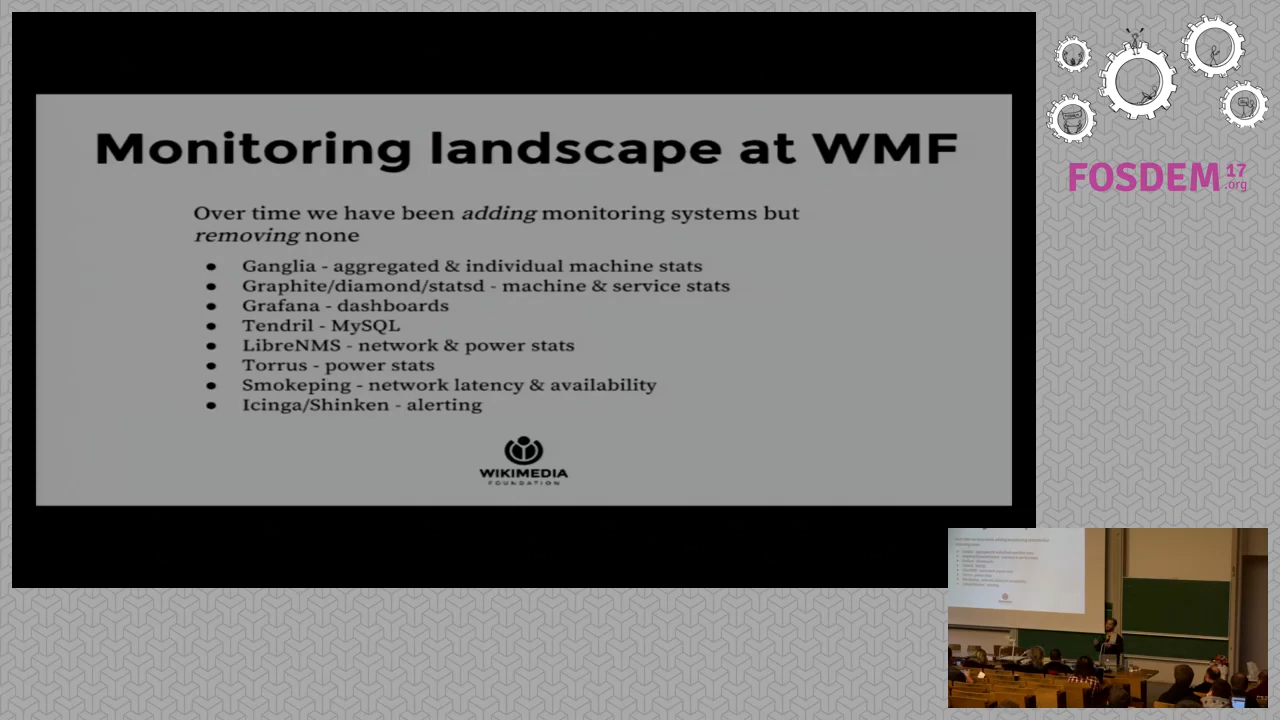 Monitoring landscape at WMF
Over time we have been adding monitoring systems but
removing none
● Ganglia - aggregated & individual machine stats
● Graphite/diamond/statsd - machine & service stats
● Grafana - dashboards
● Tendril - MySQL
● LibreNMS - network & power stats
● Torrus - power stats
● Smokeping - network latency & availability
● Icinga/Shinken - alerting
WIKIMEDIA
FOUNDATION
FOSDEM 17
.org